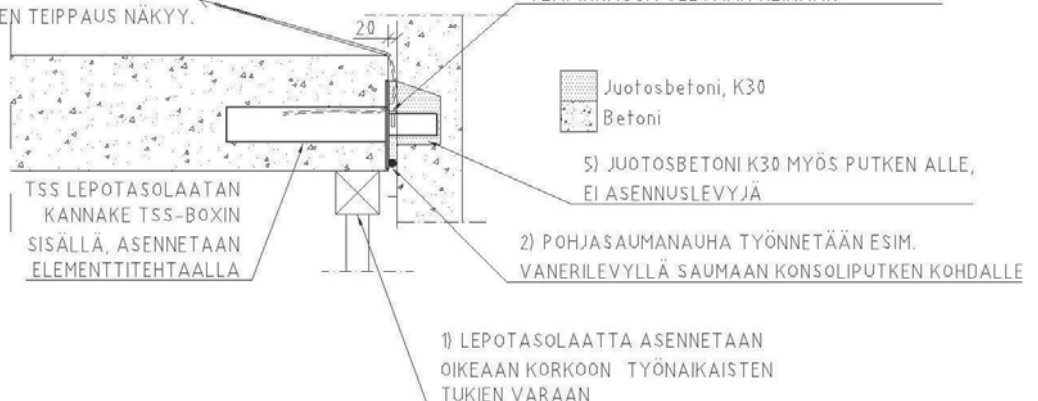 EN TEIPPAUS NÄKYY.
20
Juotosbetoni, K30
Betoni
5) JUOTOSBETONI K30 MYÖS PUTKEN ALLE,
EI ASENNUSLEVYJÄ
TSS LEPOTASOLAATAN
KANNAKE TSS-BOXIN
SISÄLLÄ, ASENNETAAN
ELEMENTTITEHTAALLA
2) POHJASAUMANAUHA TYÖNNETÄÄN ESIM.
VANERILEVYLLÄ SAUMAAN KONSOLIPUTKEN KOHDALLE
1) LEPOTASOLAATTA ASENNETAAN
OIKEAAN KORKOON TYÖNAIKAISTEN
TUKIEN VARAAN